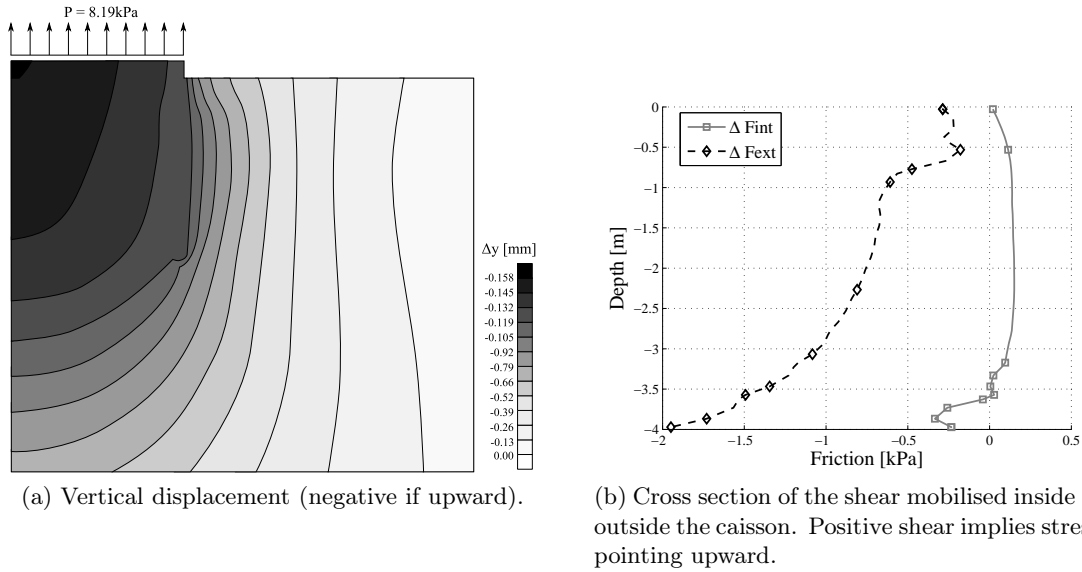 P = 8.19kPa
Δy [mm]
-0.158
-0.145
-0.132
-0.119
-0.105
-0.92
-0.79
-0.66
-0.52
-0.39
-0.26
-0.13
0.00
(a) Vertical displacement (negative if upward).
Δ Fint
Δ Fext
0
−0.5
−1
−1.5
−2
−2.5
−3
−3.5
−4
Depth [m]
−2
−1.5
−1
−0.5
0
0.5
Friction [kPa]
(b) Cross section of the shear mobilised inside
outside the caisson. Positive shear implies stres
pointing upward.